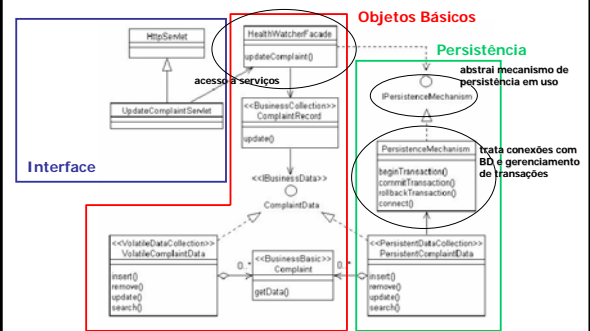 Objetos Básicos
HttpServlet
HealthWatcherFacade
updateComplaint()
Persistência
abstrai mecanismo de
persistência em uso
IPersistenceMechanism
acesso a serviços
UpdateComplaintServlet
<<BusinessCollection>>
ComplaintRecord
update()
Interface
PersistenceMechanism
beginTransaction()
commitTransaction()
rollbackTransaction()
connect()
trata conexões com
BD e gerenciamento
de transações
<<IBusinessData>>
ComplaintData
<<VolatileDataCollection>>
VolatileComplaintData
insert()
remove()
update()
search()
0..*
<<BusinessBasic>>
Complaint
getData()
0..*
<<PersistentDataCollection>>
PersistentComplaintData
insert()
remove()
update()
search()